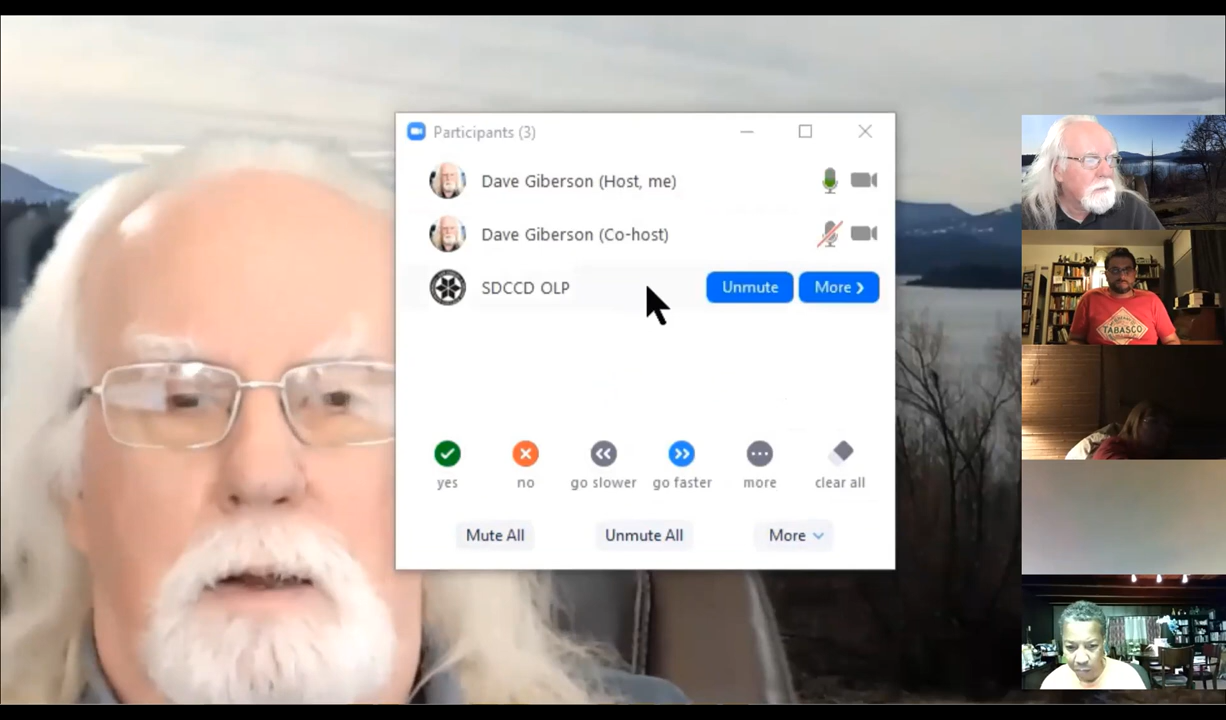 Participants (3)
Dave Giberson (Host, me)
Dave Giberson (Co-host)
SDCCD OLP
Unmute
More ❯
yes
no
go slower
go faster
more
clear all
Mute All
Unmute All
More
TABASCO